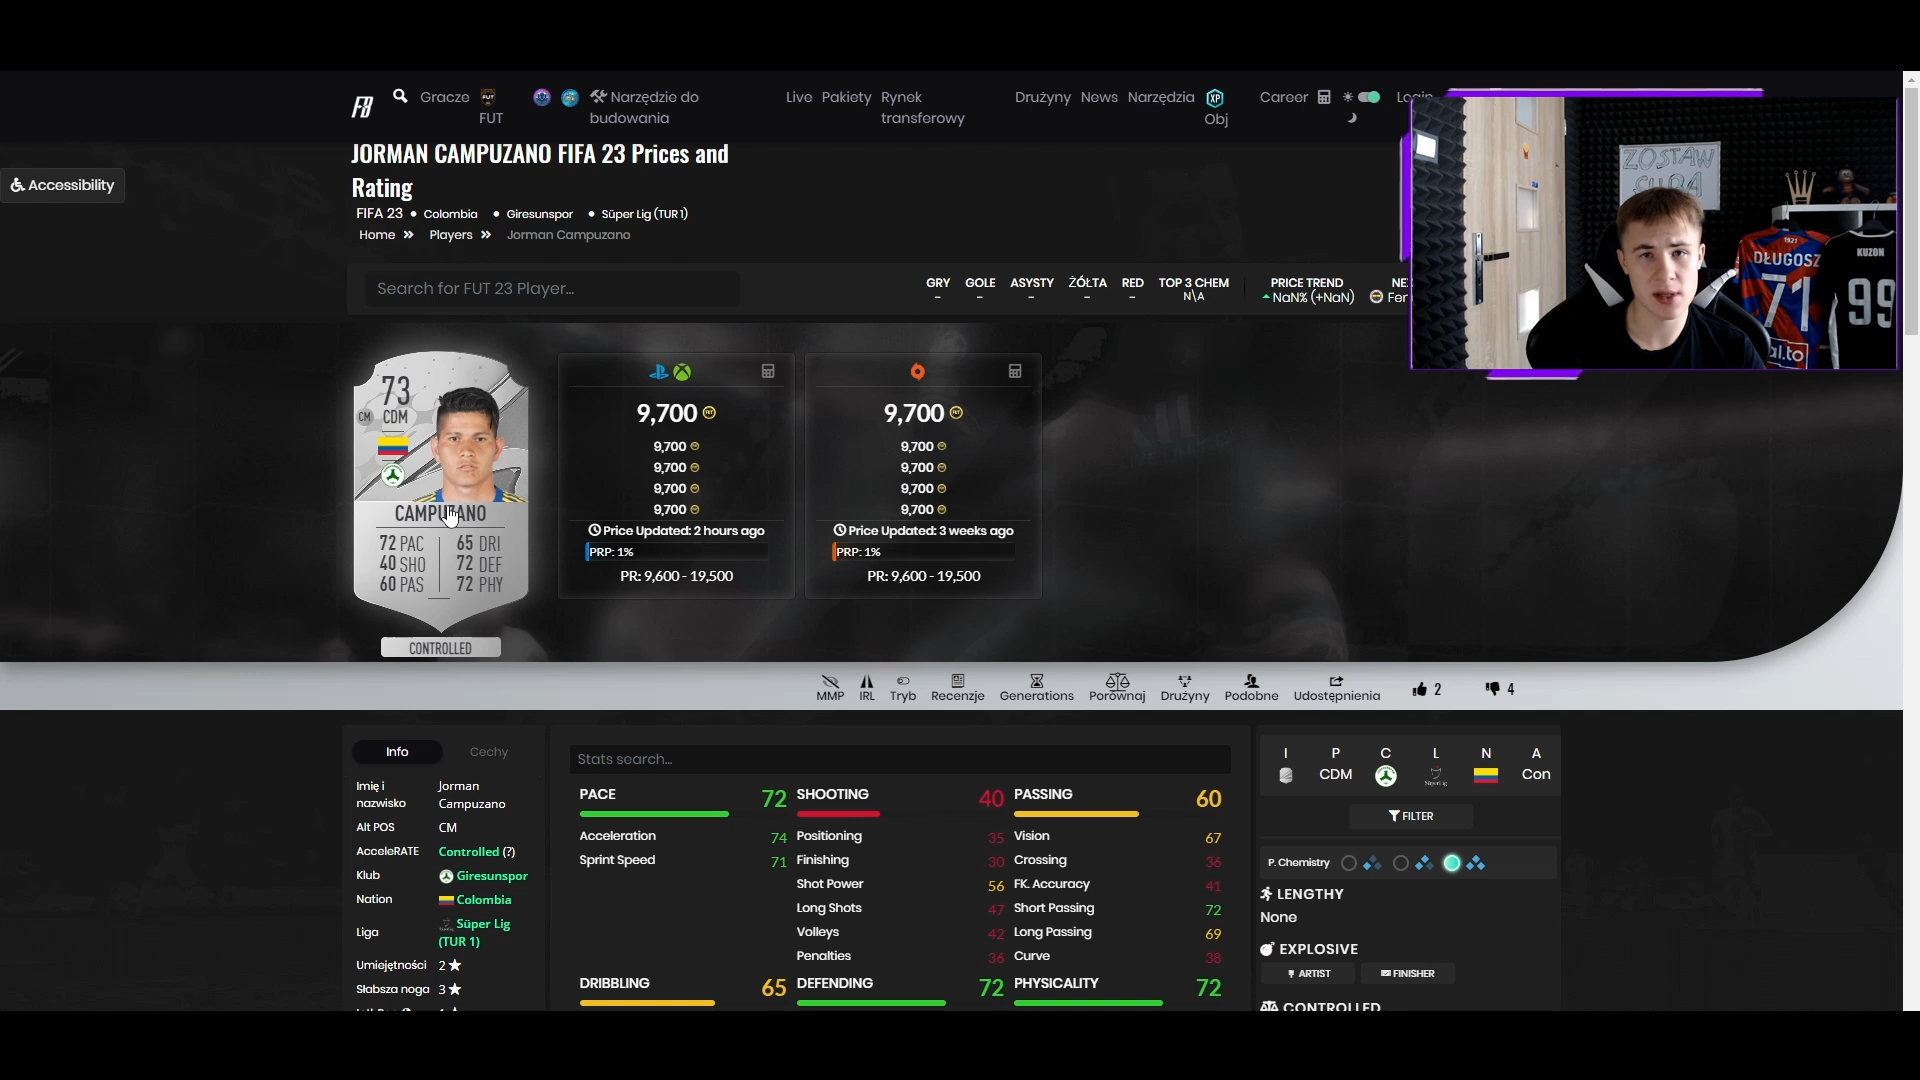 Gracze
FUT
Narzędzie do
budowania
Live
Pakiety
Rynek
transferowy
Drużyny
News
Narzędzia
XP
Obj
Career
Login
JORMAN CAMPUZANO FIFA 23 Prices and
Rating
Accessibility
FIFA 23 • Colombia • Giresunspor • Süper Lig (TUR 1)
Home » Players » Jorman Campuzano
Search for FUT 23 Player...
GRY GOLE ASYSTY ŻÓŁTA RED TOP 3 CHEM PRICE TREND
- - - - - N\A NaN% (+NaN)
ZOSTAW
SUBA
1921
DŁUGOSZ
71
al.to
KUZON
99
73
CDM
CM
CAMPUZANO
72 PAC 65 DRI
40 SHO 72 DEF
60 PAS 72 PHY
CONTROLLED
9,700
9,700
9,700
9,700
9,700
Price Updated: 2 hours ago
PRP: 1%
PR: 9,600 - 19,500
9,700
9,700
9,700
9,700
9,700
Price Updated: 3 weeks ago
PRP: 1%
PR: 9,600 - 19,500
MMP IRL Tryb Recenzje Generations Porównaj Drużyny Podobne Udostępnienia 2 4
Info Cechy
Imię i
nazwisko
Jorman
Campuzano
Alt POS CM
AcceleRATE Controlled (?)
Klub Giresunspor
Nation Colombia
Liga Süper Lig
(TUR 1)
Umiejętności 2
Słabsza noga 3
Stats search...
PACE 72
Acceleration 74
Sprint Speed 71
SHOOTING 40
Positioning 35
Finishing 30
Shot Power 56
Long Shots 47
Volleys 42
Penalties 36
PASSING 60
Vision 67
Crossing 36
FK. Accuracy 41
Short Passing 72
Long Passing 69
Curve 38
DRIBBLING 65
DEFENDING 72
PHYSICALITY 72
I P C L N A
CDM Con
FILTER
P. Chemistry
LENGTHY
None
EXPLOSIVE
ARTIST FINISHER
CONTROLLED